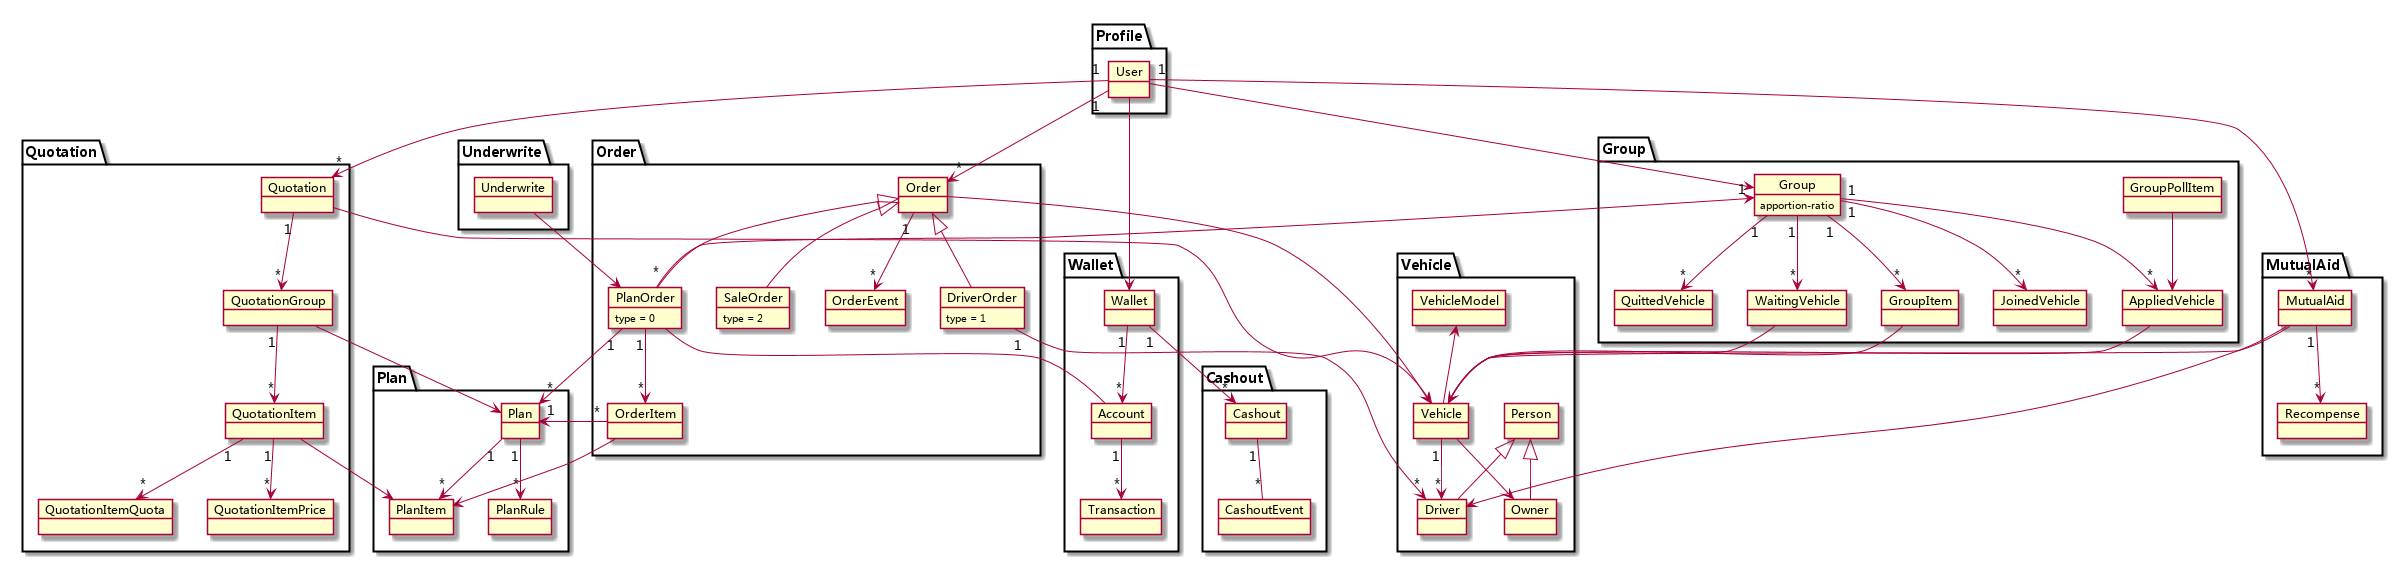 Profile
1
User
1
1
Quotation
*
Quotation
1
*
QuotationGroup
1
*
QuotationItem
1
1
*
*
QuotationItemQuota
QuotationItemPrice
Underwrite
Underwrite
Order
*
Order
1
*
*
PlanOrder
type = 0
SaleOrder
type = 2
OrderEvent
DriverOrder
type = 1
1
1
1
*
*
*
OrderItem
Plan
Plan
1
1
1
*
*
PlanItem
PlanRule
Wallet
Wallet
1
1
*
Account
1
*
Transaction
Cashout
*
Cashout
1
*
CashoutEvent
Vehicle
VehicleModel
Vehicle
Person
1
*
*
Driver
Owner
Group
1
Group
apportion-ratio
1
1
GroupPollItem
1
1
1
*
*
*
*
*
QuittedVehicle
WaitingVehicle
GroupItem
JoinedVehicle
AppliedVehicle
MutualAid
MutualAid
1
*
Recompense